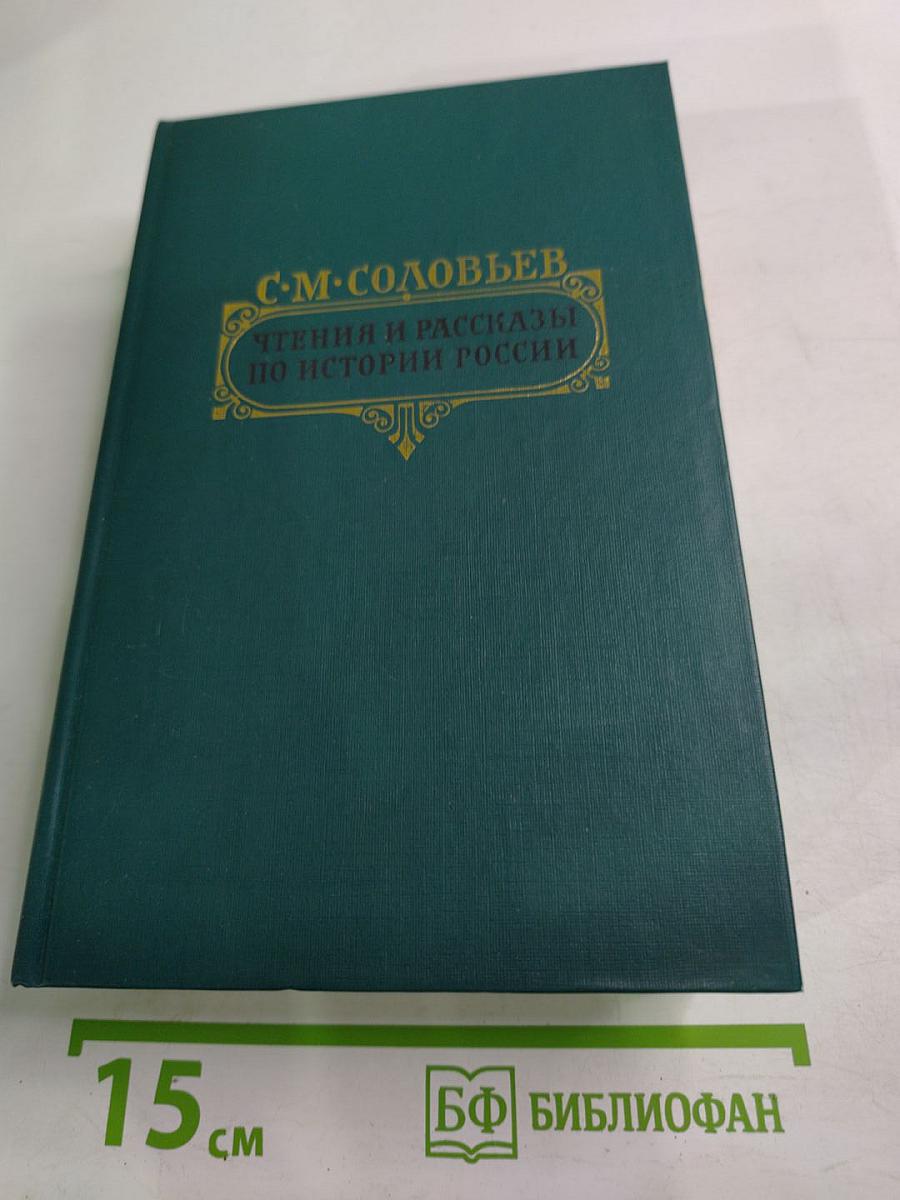 С·М·СОЛОВЬЕВ
ЧТЕНИЯ И РАССКАЗЫ
ПО ИСТОРИИ РОССИИ
15 см
БФ БИБЛИОФАН